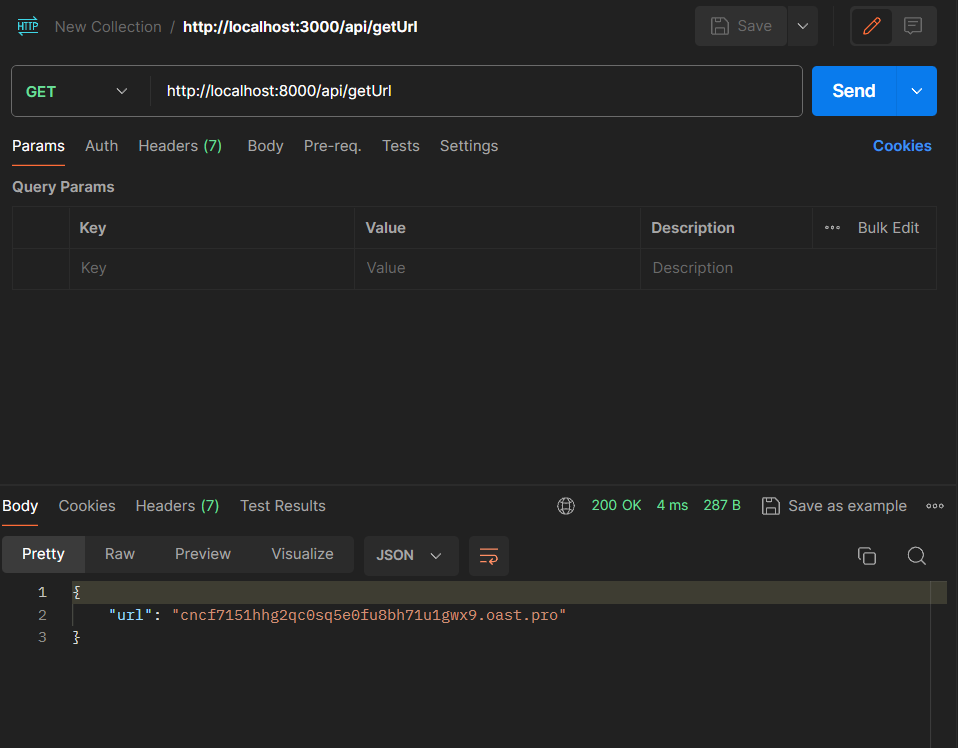 HTTP New Collection / http://localhost:3000/api/getUrl Save
GET http://localhost:8000/api/getUrl Send
Params Auth Headers (7) Body Pre-req. Tests Settings Cookies
Query Params
Key Value Description ••• Bulk Edit
Key Value Description
Body Cookies Headers (7) Test Results 200 OK 4 ms 287 B Save as example
Pretty Raw Preview Visualize JSON
1 {
2 "url": "cncf7151hhg2qc0sq5e0fu8bh71u1gwx9.oast.pro"
3 }